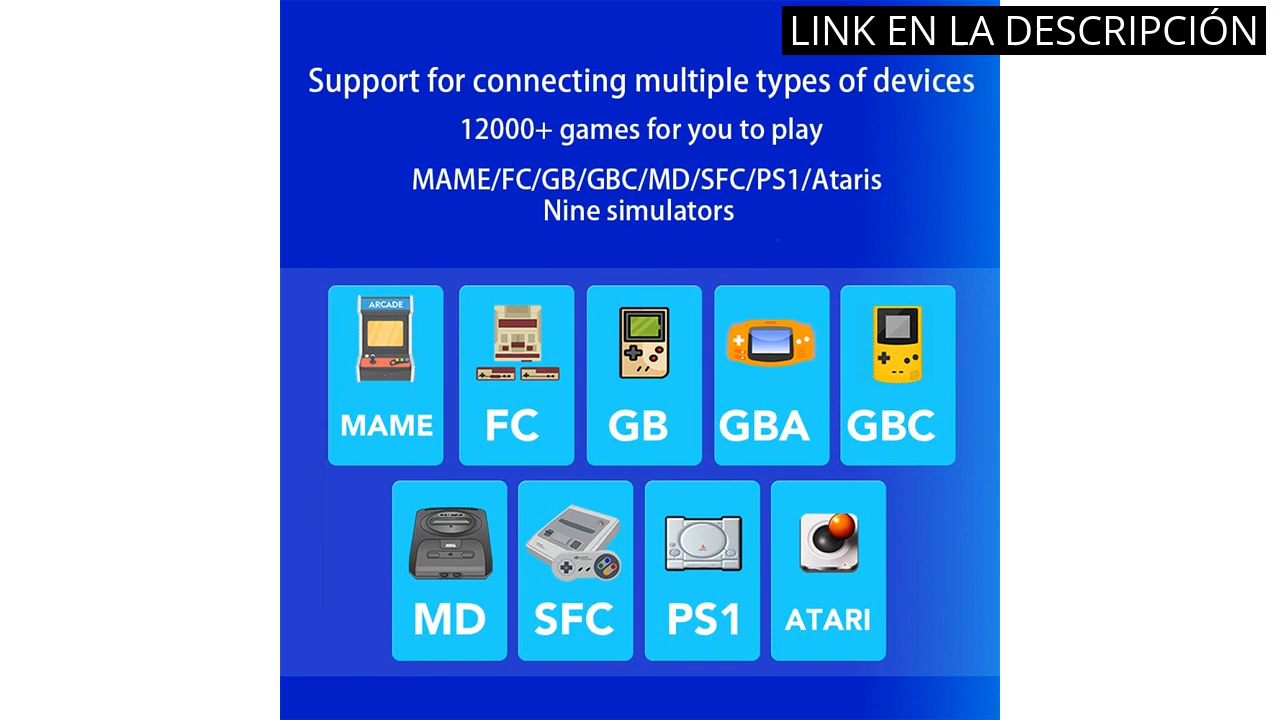 LINK EN LA DESCRIPCIÓN
Support for connecting multiple types of devices
12000+ games for you to play
MAME/FC/GB/GBC/MD/SFC/PS1/Ataris
Nine simulators
ARCADE
MAME
FC
GB
GBA
GBC
MD
SFC
PS1
ATARI